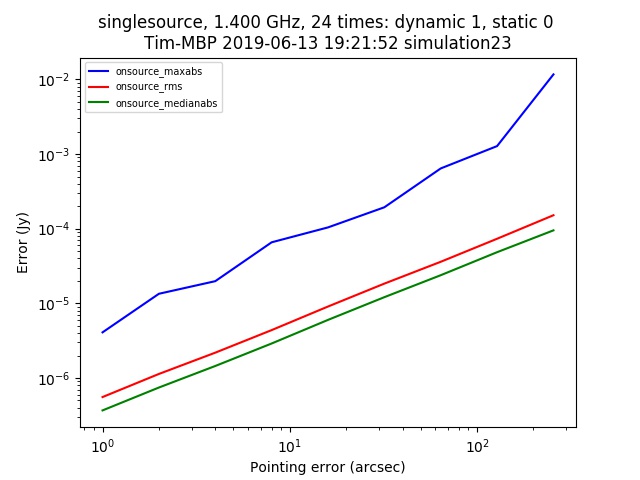 singlesource, 1.400 GHz, 24 times: dynamic 1, static 0
Tim-MBP 2019-06-13 19:21:52 simulation23
onsource_maxabs
onsource_rms
onsource_medianabs
Error (Jy)
10⁻²
10⁻³
10⁻⁴
10⁻⁵
10⁻⁶
10⁰
10¹
10²
Pointing error (arcsec)